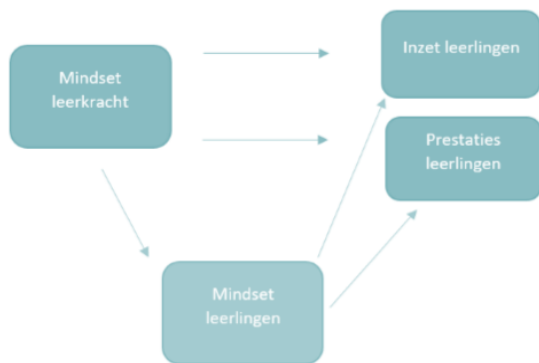 Mindset
leerkracht
Inzet leerlingen
Prestaties
leerlingen
Mindset
leerlingen